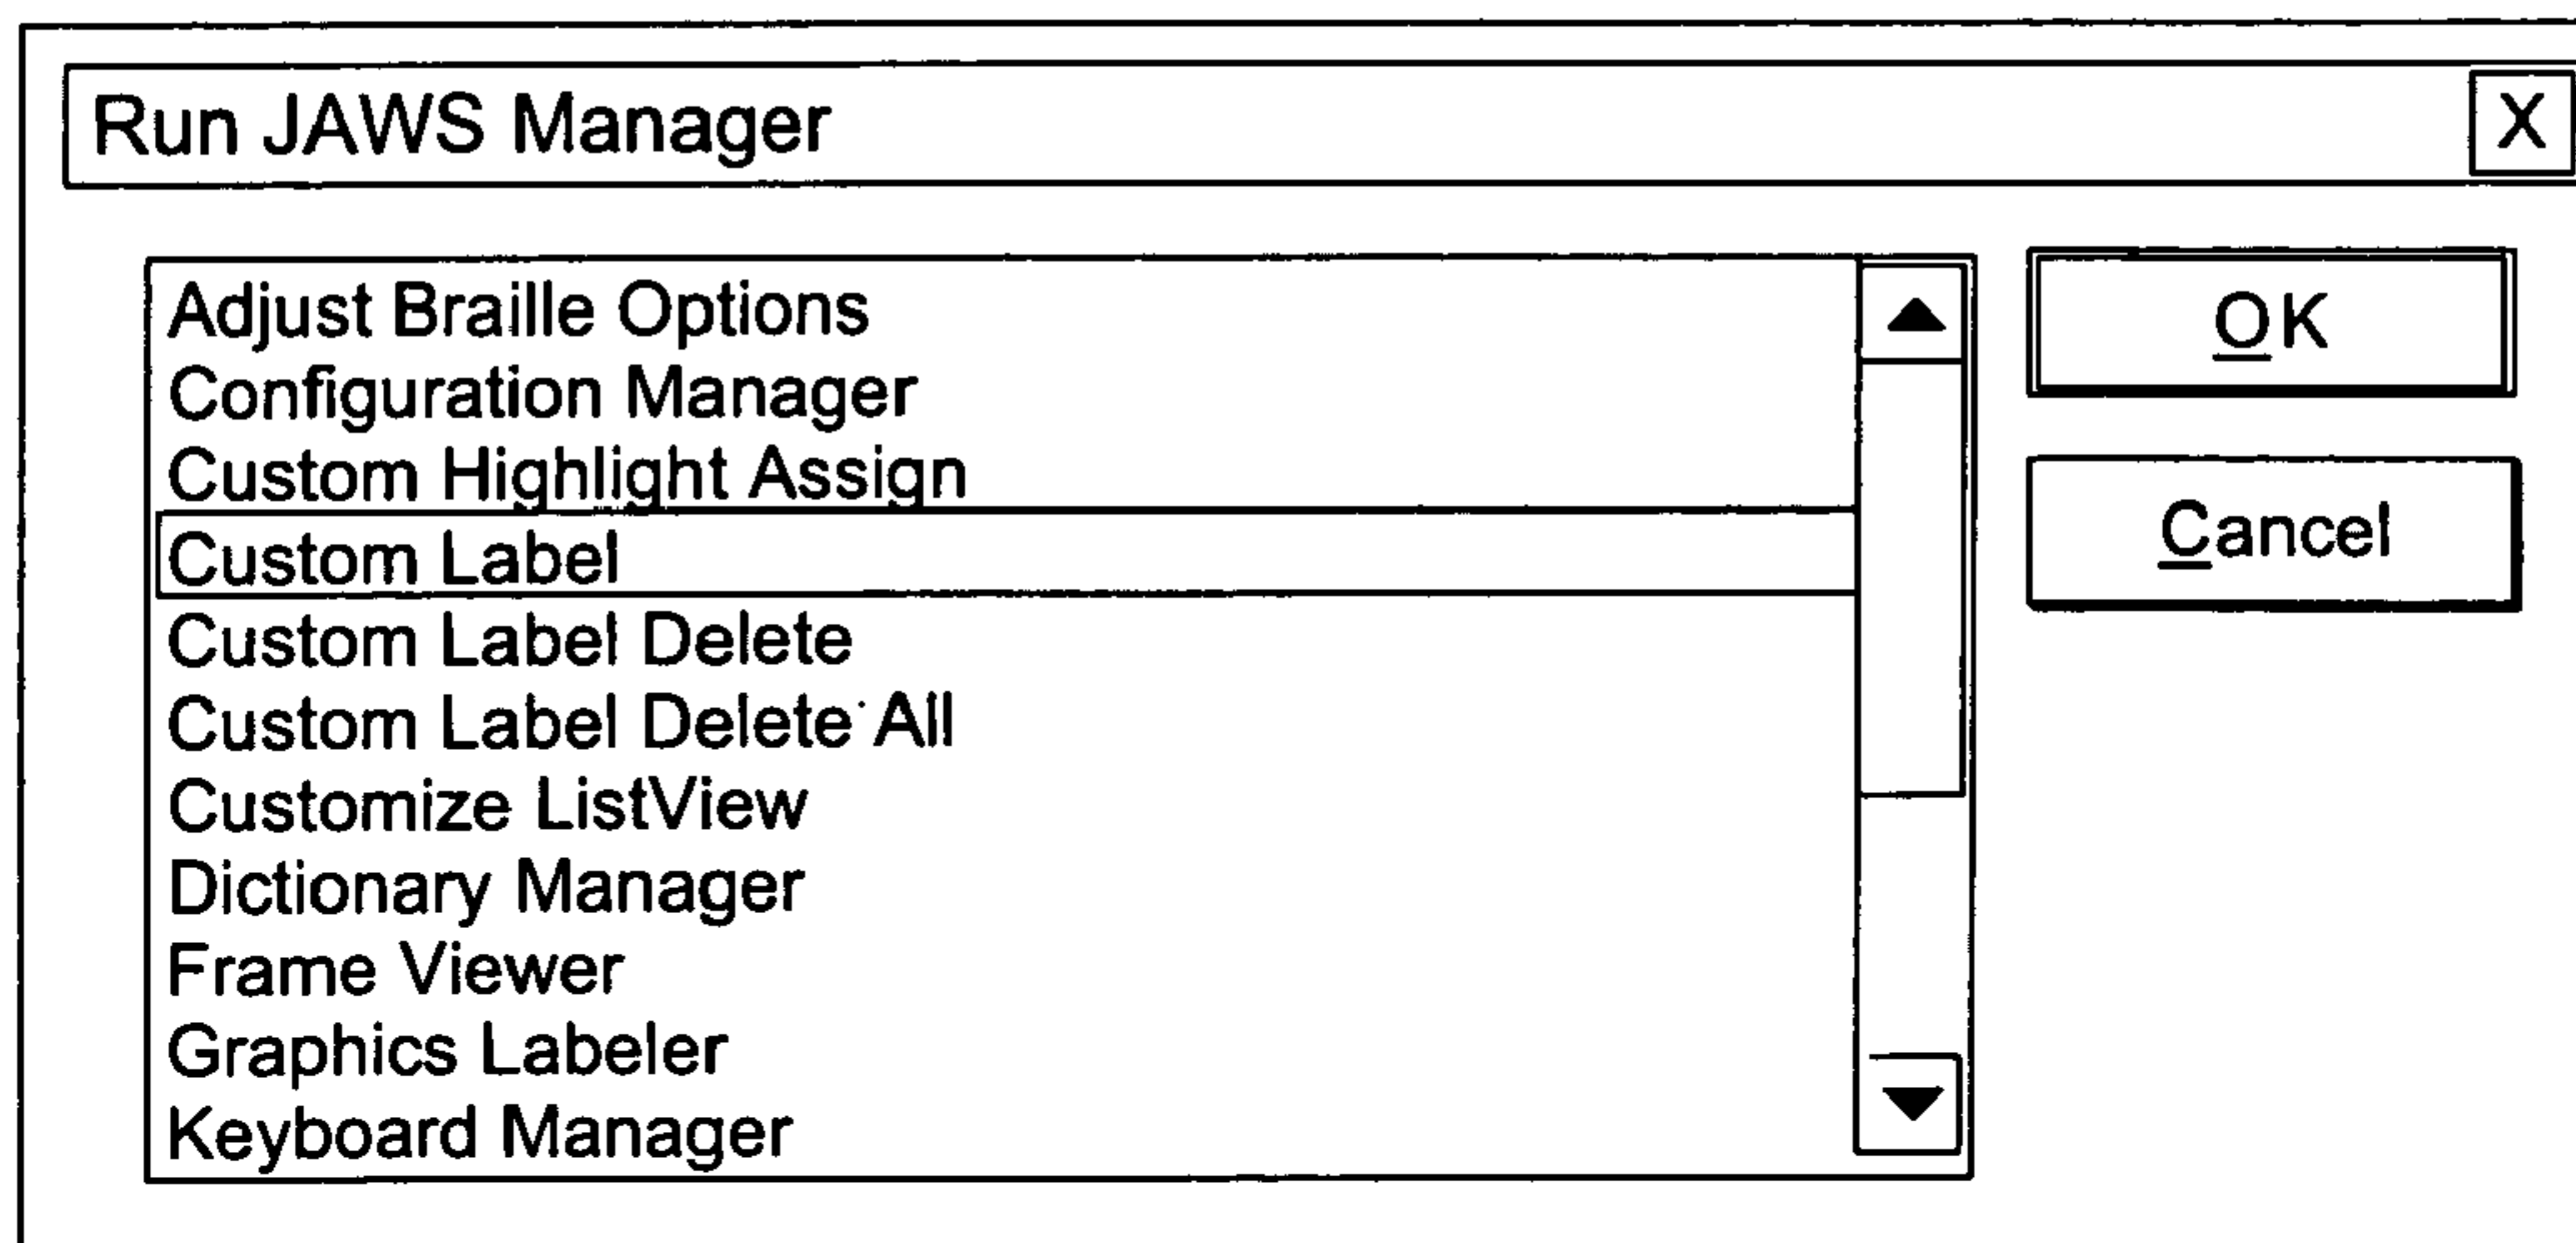 Run JAWS Manager X
Adjust Braille Options
Configuration Manager
Custom Highlight Assign
Custom Label
Custom Label Delete
Custom Label Delete All
Customize ListView
Dictionary Manager
Frame Viewer
Graphics Labeler
Keyboard Manager
OK
Cancel